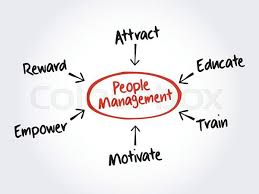 Attract
Reward
Educate
People
Management
Empower
Train
Motivate